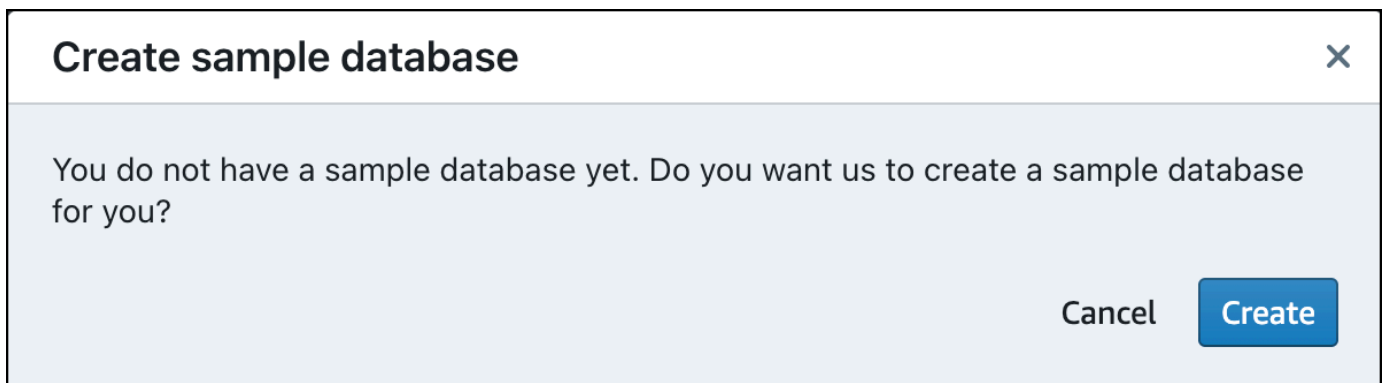 Create sample database
You do not have a sample database yet. Do you want us to create a sample database
for you?
Cancel
Create